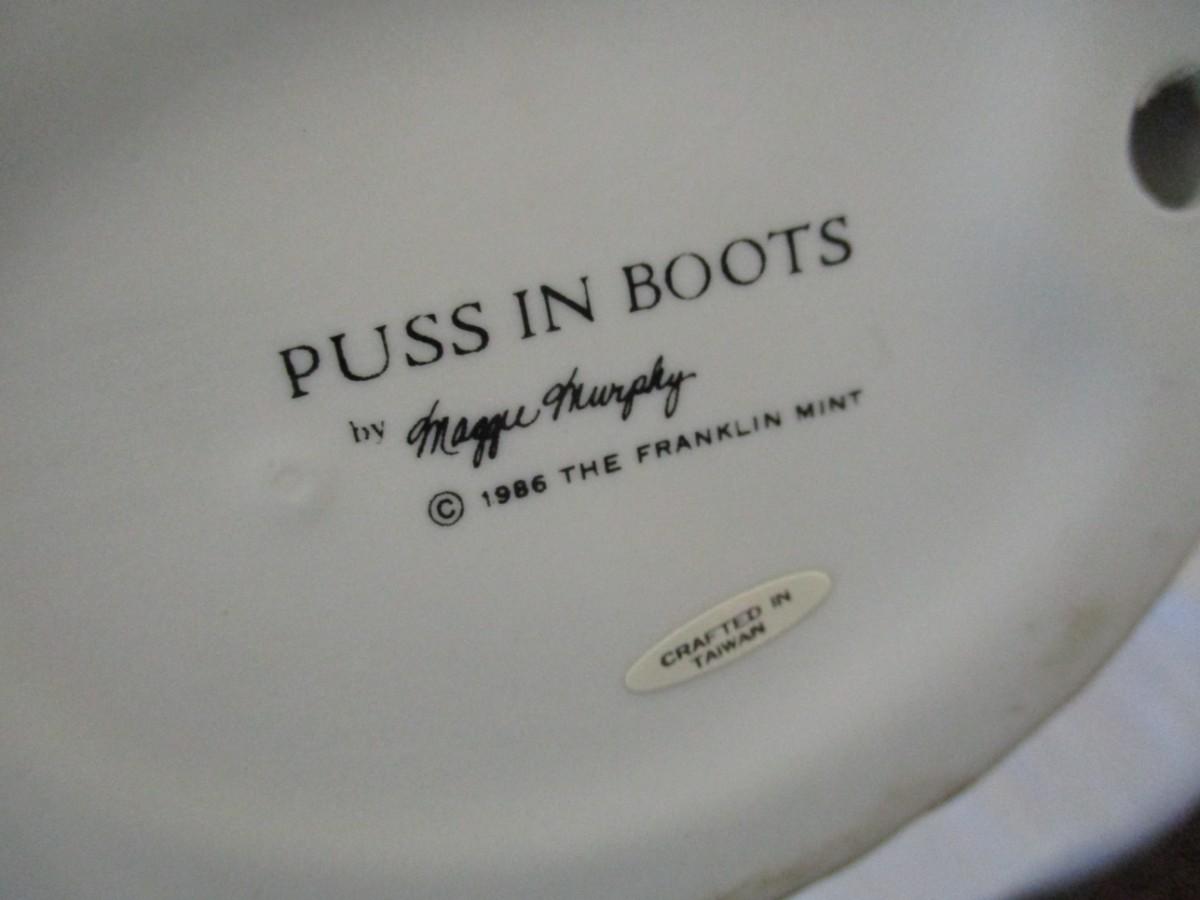 PUSS IN BOOTS
by Maggie Murphy
© 1986 THE FRANKLIN MINT
CRAFTED IN
TAIWAN